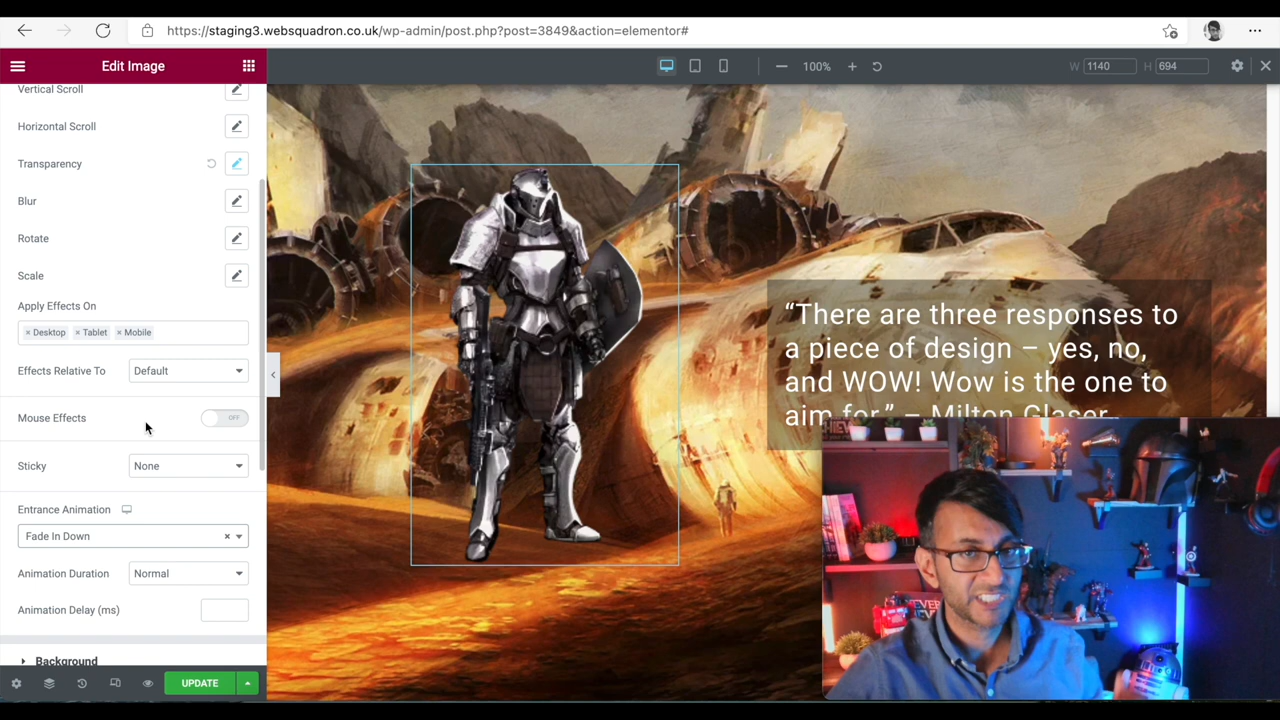 https://staging3.websquadron.co.uk/wp-admin/post.php?post=3849&action=elementor#
Edit Image
100%
W 1140
H 694
Vertical Scroll
Horizontal Scroll
Transparency
Blur
Rotate
Scale
Apply Effects On
× Desktop × Tablet × Mobile
Effects Relative To Default
Mouse Effects OFF
Sticky None
Entrance Animation
Fade In Down ×
Animation Duration Normal
Animation Delay (ms)
Background
UPDATE
“There are three responses to
a piece of design – yes, no,
and WOW! Wow is the one to
aim for.” – Milton Glaser